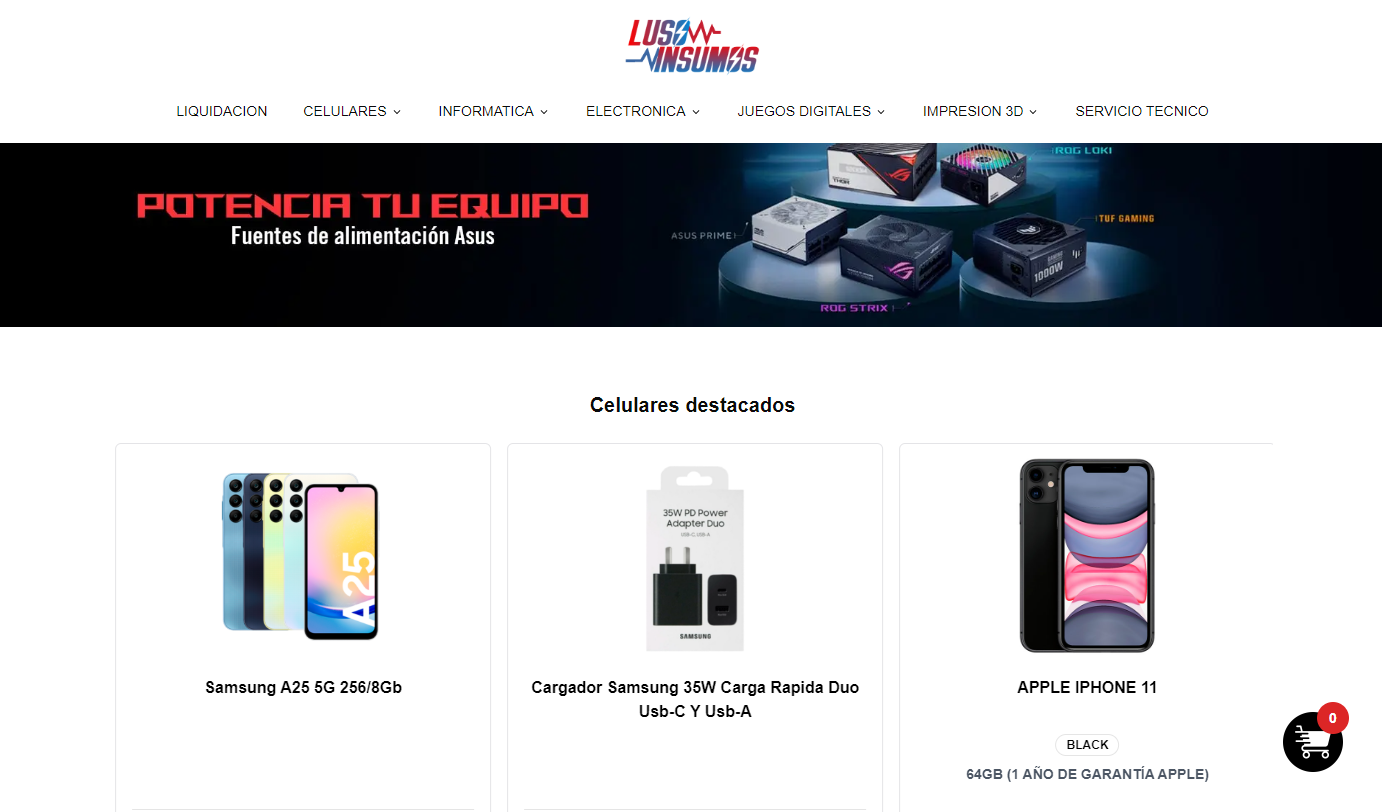 LUSO
INSUMOS
LIQUIDACION
CELULARES
INFORMATICA
ELECTRONICA
JUEGOS DIGITALES
IMPRESION 3D
SERVICIO TECNICO
POTENCIA TU EQUIPO
Fuentes de alimentación Asus
ROG LOKI
TUF GAMING
ASUS PRIME
1000W
ROG STRIX
Celulares destacados
A25
35W PD Power
Adapter Duo
USB-C, USB-A
SAMSUNG
Samsung A25 5G 256/8Gb
Cargador Samsung 35W Carga Rapida Duo
Usb-C Y Usb-A
APPLE IPHONE 11
BLACK
64GB (1 AÑO DE GARANTÍA APPLE)
0